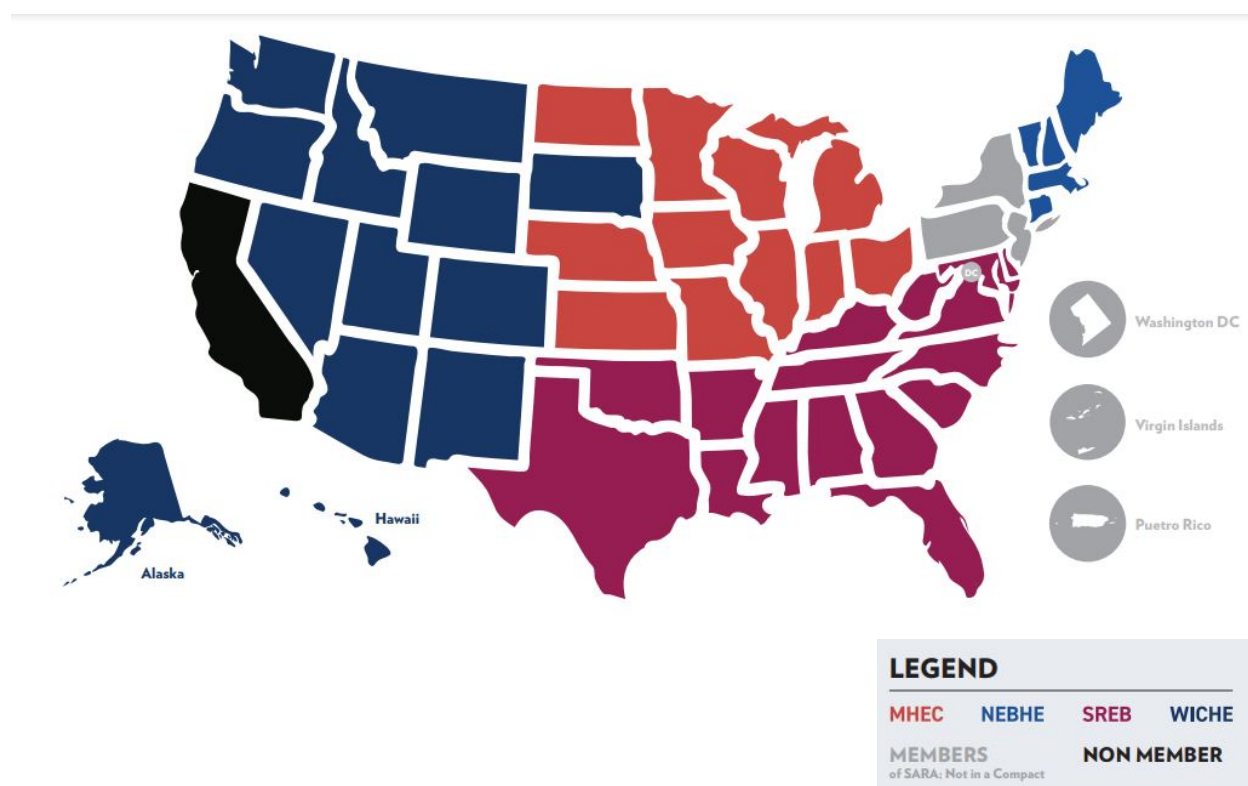 DC
Washington DC
Virgin Islands
Puetro Rico
Hawaii
Alaska
LEGEND
MHEC NEBHE SREB WICHE
MEMBERS NON MEMBER
of SARA; Not in a Compact